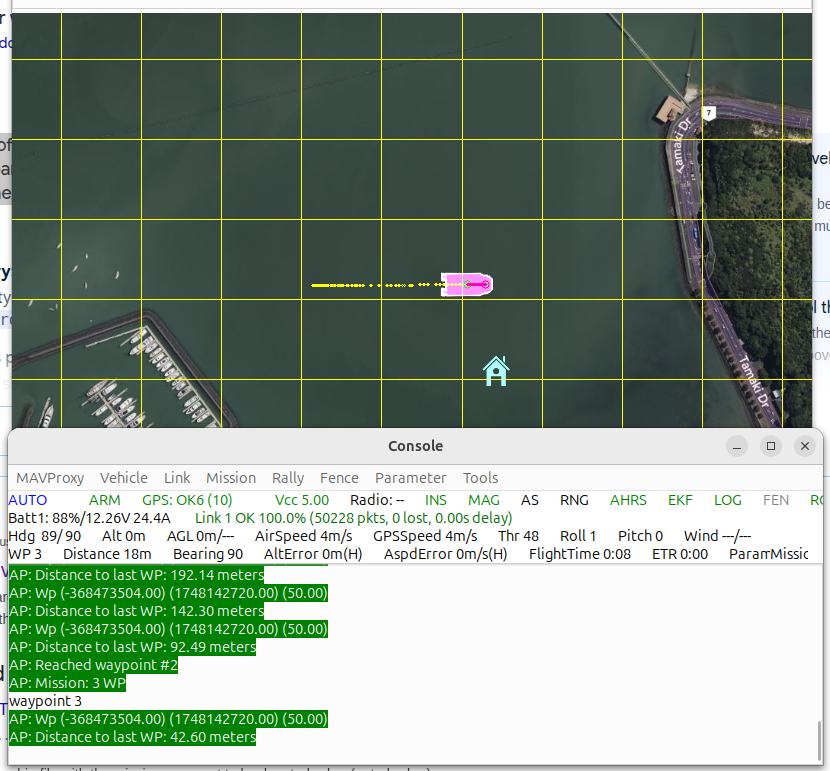 7
Tamaki Dr
Tamaki Dr
Console
MAVProxy Vehicle Link Mission Rally Fence Parameter Tools
AUTO ARM GPS: OK6 (10) Vcc 5.00 Radio: -- INS MAG AS RNG AHRS EKF LOG FEN
Batt1: 88%/12.26V 24.4A Link 1 OK 100.0% (50228 pkts, 0 lost, 0.00s delay)
Hdg 89/90 Alt 0m AGL 0m/--- AirSpeed 4m/s GPSSpeed 4m/s Thr 48 Roll 1 Pitch 0 Wind ---/---
WP 3 Distance 18m Bearing 90 AltError 0m(H) AspdError 0m/s(H) FlightTime 0:08 ETR 0:00 ParamMissic
AP: Distance to last WP: 192.14 meters
AP: Wp (-368473504.00) (1748142720.00) (50.00)
AP: Distance to last WP: 142.30 meters
AP: Wp (-368473504.00) (1748142720.00) (50.00)
AP: Distance to last WP: 92.49 meters
AP: Reached waypoint #2
AP: Mission: 3 WP
waypoint 3
AP: Wp (-368473504.00) (1748142720.00) (50.00)
AP: Distance to last WP: 42.60 meters